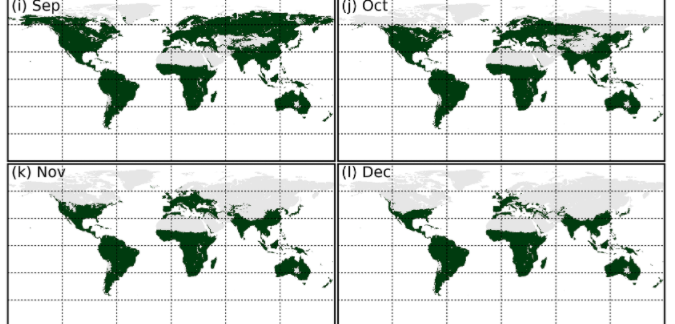 (i) Sep
(j) Oct
(k) Nov
(l) Dec